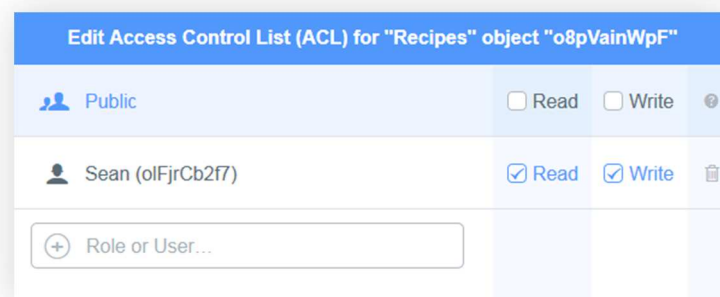 Edit Access Control List (ACL) for "Recipes" object "o8pVainWpF"
Public Read Write
Sean (olFjrCb2f7) Read Write
Role or User...